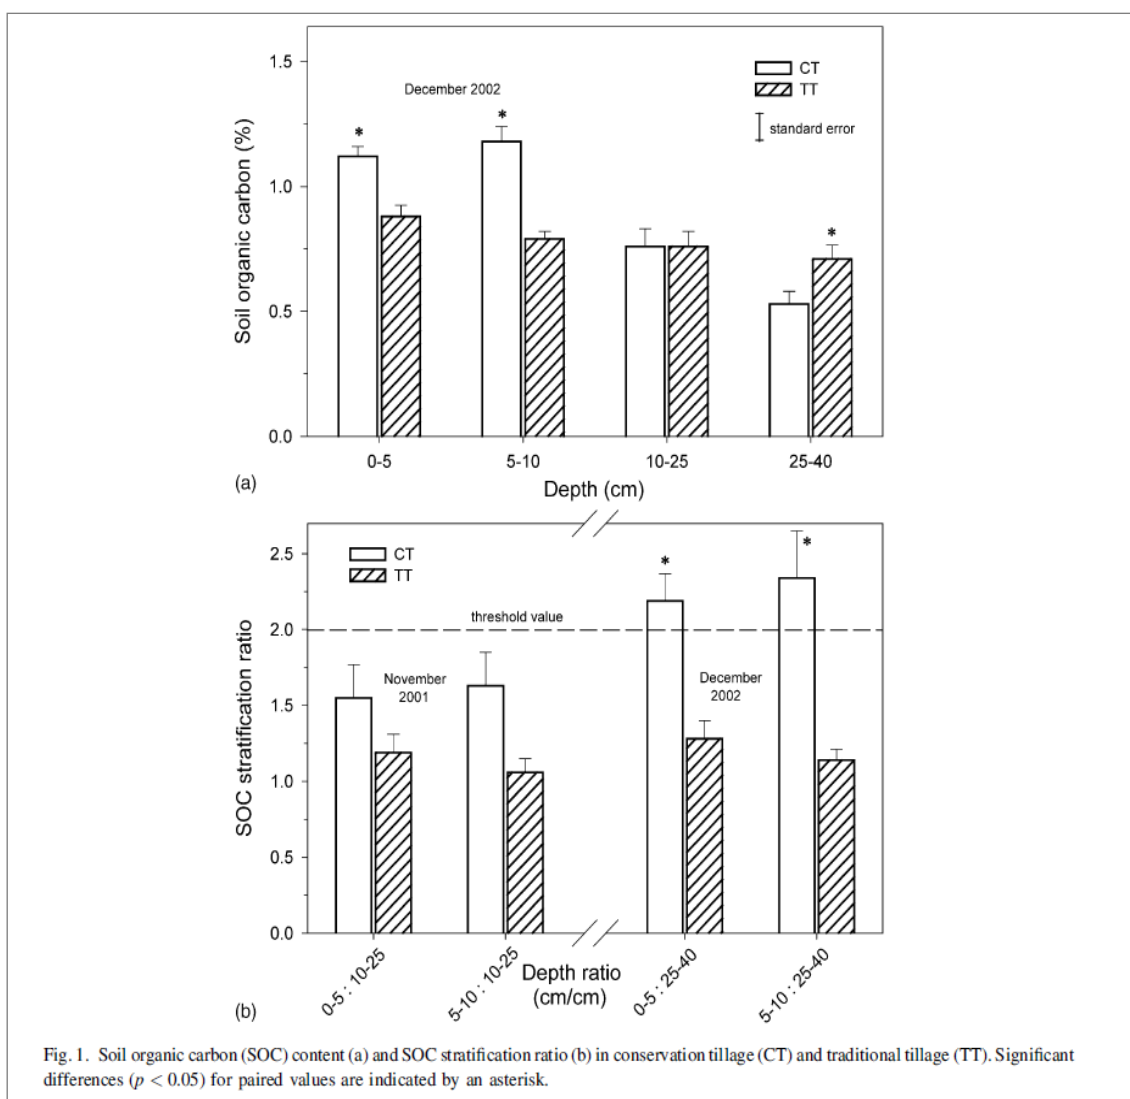 1.5
CT
December 2002
TT
*
*
standard error
1.0
*
0.5
0.0
Soil organic carbon (%)
0-5
5-10
10-25
25-40
(a)
Depth (cm)
2.5
CT
*
*
TT
threshold value
2.0
November
2001
December
2002
1.5
1.0
0.5
0.0
SOC stratification ratio
0-5 : 10-25
5-10 : 10-25
Depth ratio
(cm/cm)
0-5 : 25-40
5-10 : 25-40
(b)
Fig. 1. Soil organic carbon (SOC) content (a) and SOC stratification ratio (b) in conservation tillage (CT) and traditional tillage (TT). Significant
differences (p < 0.05) for paired values are indicated by an asterisk.